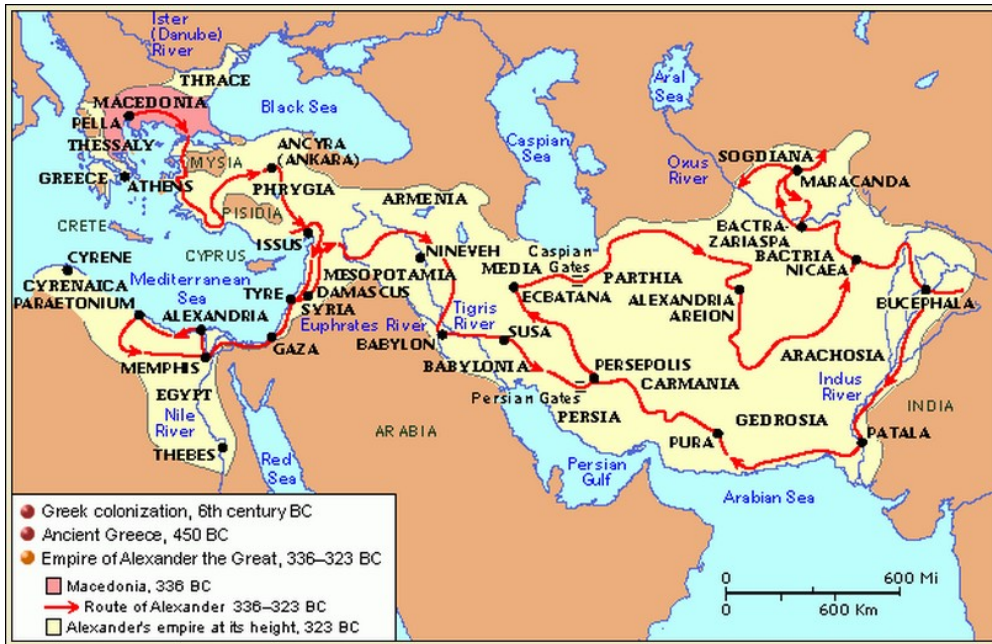 Ister
(Danube)
River
THRACE
MACEDONIA
PELLA
THESSALY
GREECE
ATHENS
MYSIA
Black Sea
ANCYRA
(ANKARA)
PHRYGIA
PISIDIA
ARMENIA
CRETE
CYPRUS
ISSUS
Caspian
Sea
Aral
Sea
Oxus
River
SOGDIANA
MARACANDA
BACTRA-
ZARIASPA
BACTRIA
NICAEA
BUCEPHALA
CYRENE
CYRENAICA
PARAETONIUM
Mediterranean
Sea
ALEXANDRIA
TYRE
DAMASCUS
SYRIA
MESOPOTAMIA
NINEVEH
MEDIA
Caspian
Gates
ECBATANA
PARTHIA
ALEXANDRIA
AREION
Euphrates River
Tigris
River
BABYLON
SUSA
BABYLONIA
PERSEPOLIS
CARMANIA
ARACHOSIA
Persian Gates
PERSIA
GEDROSIA
Indus
River
INDIA
PURA
PATALA
GAZA
MEMPHIS
EGYPT
Nile
River
THEBES
ARABIA
Red
Sea
Persian
Gulf
Arabian Sea
Greek colonization, 6th century BC
Ancient Greece, 450 BC
Empire of Alexander the Great, 336–323 BC
Macedonia, 336 BC
Route of Alexander 336–323 BC
Alexander's empire at its height, 323 BC
0 600 Mi
0 600 Km